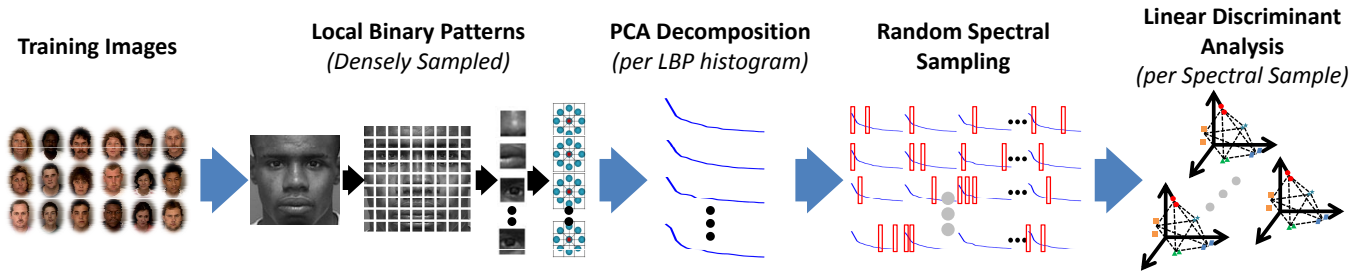 Training Images
Local Binary Patterns
(Densely Sampled)
PCA Decomposition
(per LBP histogram)
Random Spectral
Sampling
Linear Discriminant
Analysis
(per Spectral Sample)